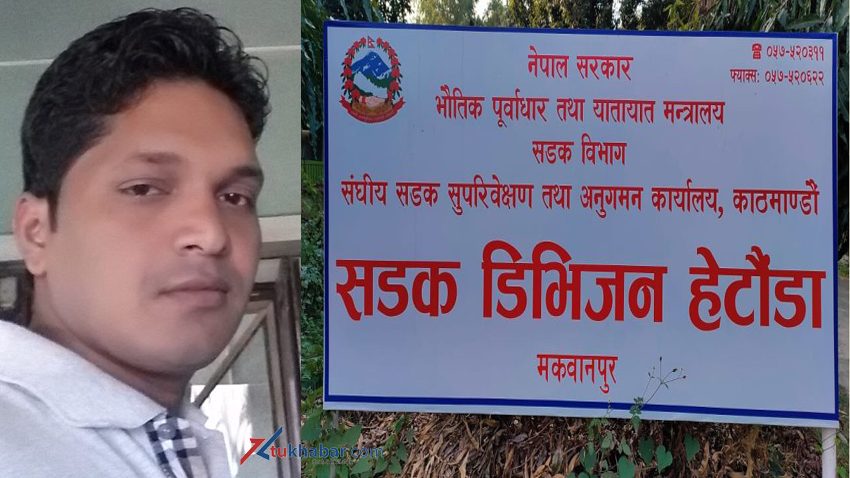 नेपाल सरकार
☎ ०५७-५२०३११
फ्याक्स: ०५७-५२०६२२
भौतिक पूर्वाधार तथा यातायात मन्त्रालय
सडक विभाग
संघीय सडक सुपरिवेक्षण तथा अनुगमन कार्यालय, काठमाण्डौं
सडक डिभिजन हेटौंडा
मकवानपुर
tukhabar.com